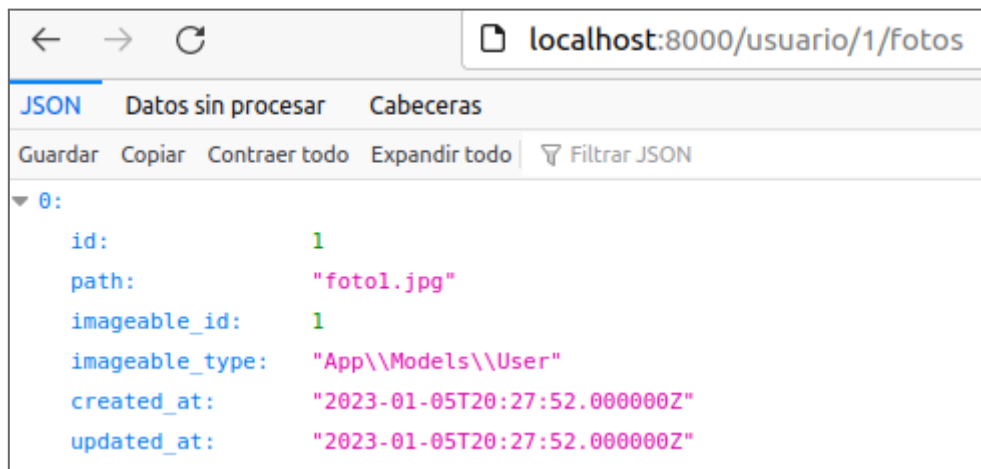 localhost:8000/usuario/1/fotos
JSON Datos sin procesar Cabeceras
Guardar Copiar Contraer todo Expandir todo Filtrar JSON
0:
id: 1
path: "foto1.jpg"
imageable_id: 1
imageable_type: "App\\Models\\User"
created_at: "2023-01-05T20:27:52.000000Z"
updated_at: "2023-01-05T20:27:52.000000Z"